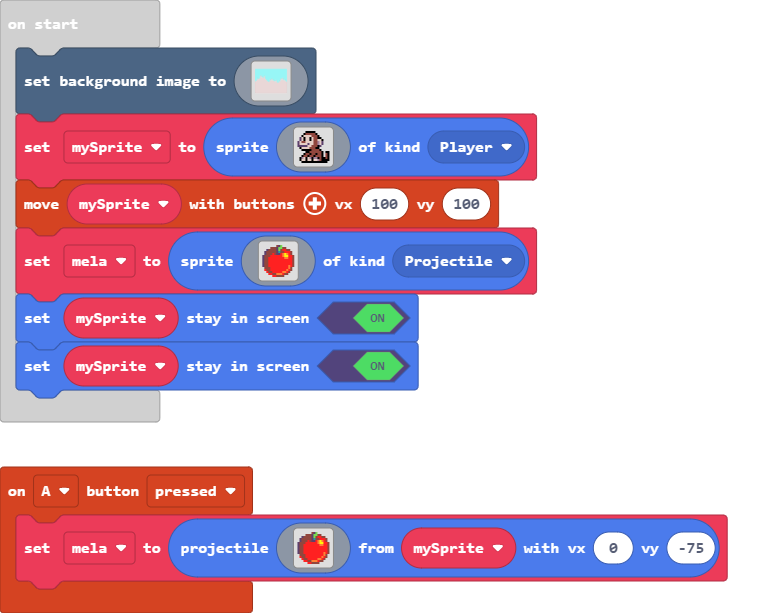 on start
set background image to
set mySprite to sprite of kind Player
move mySprite with buttons vx 100 vy 100
set mela to sprite of kind Projectile
set mySprite stay in screen ON
set mySprite stay in screen ON
on A button pressed
set mela to projectile from mySprite with vx 0 vy -75